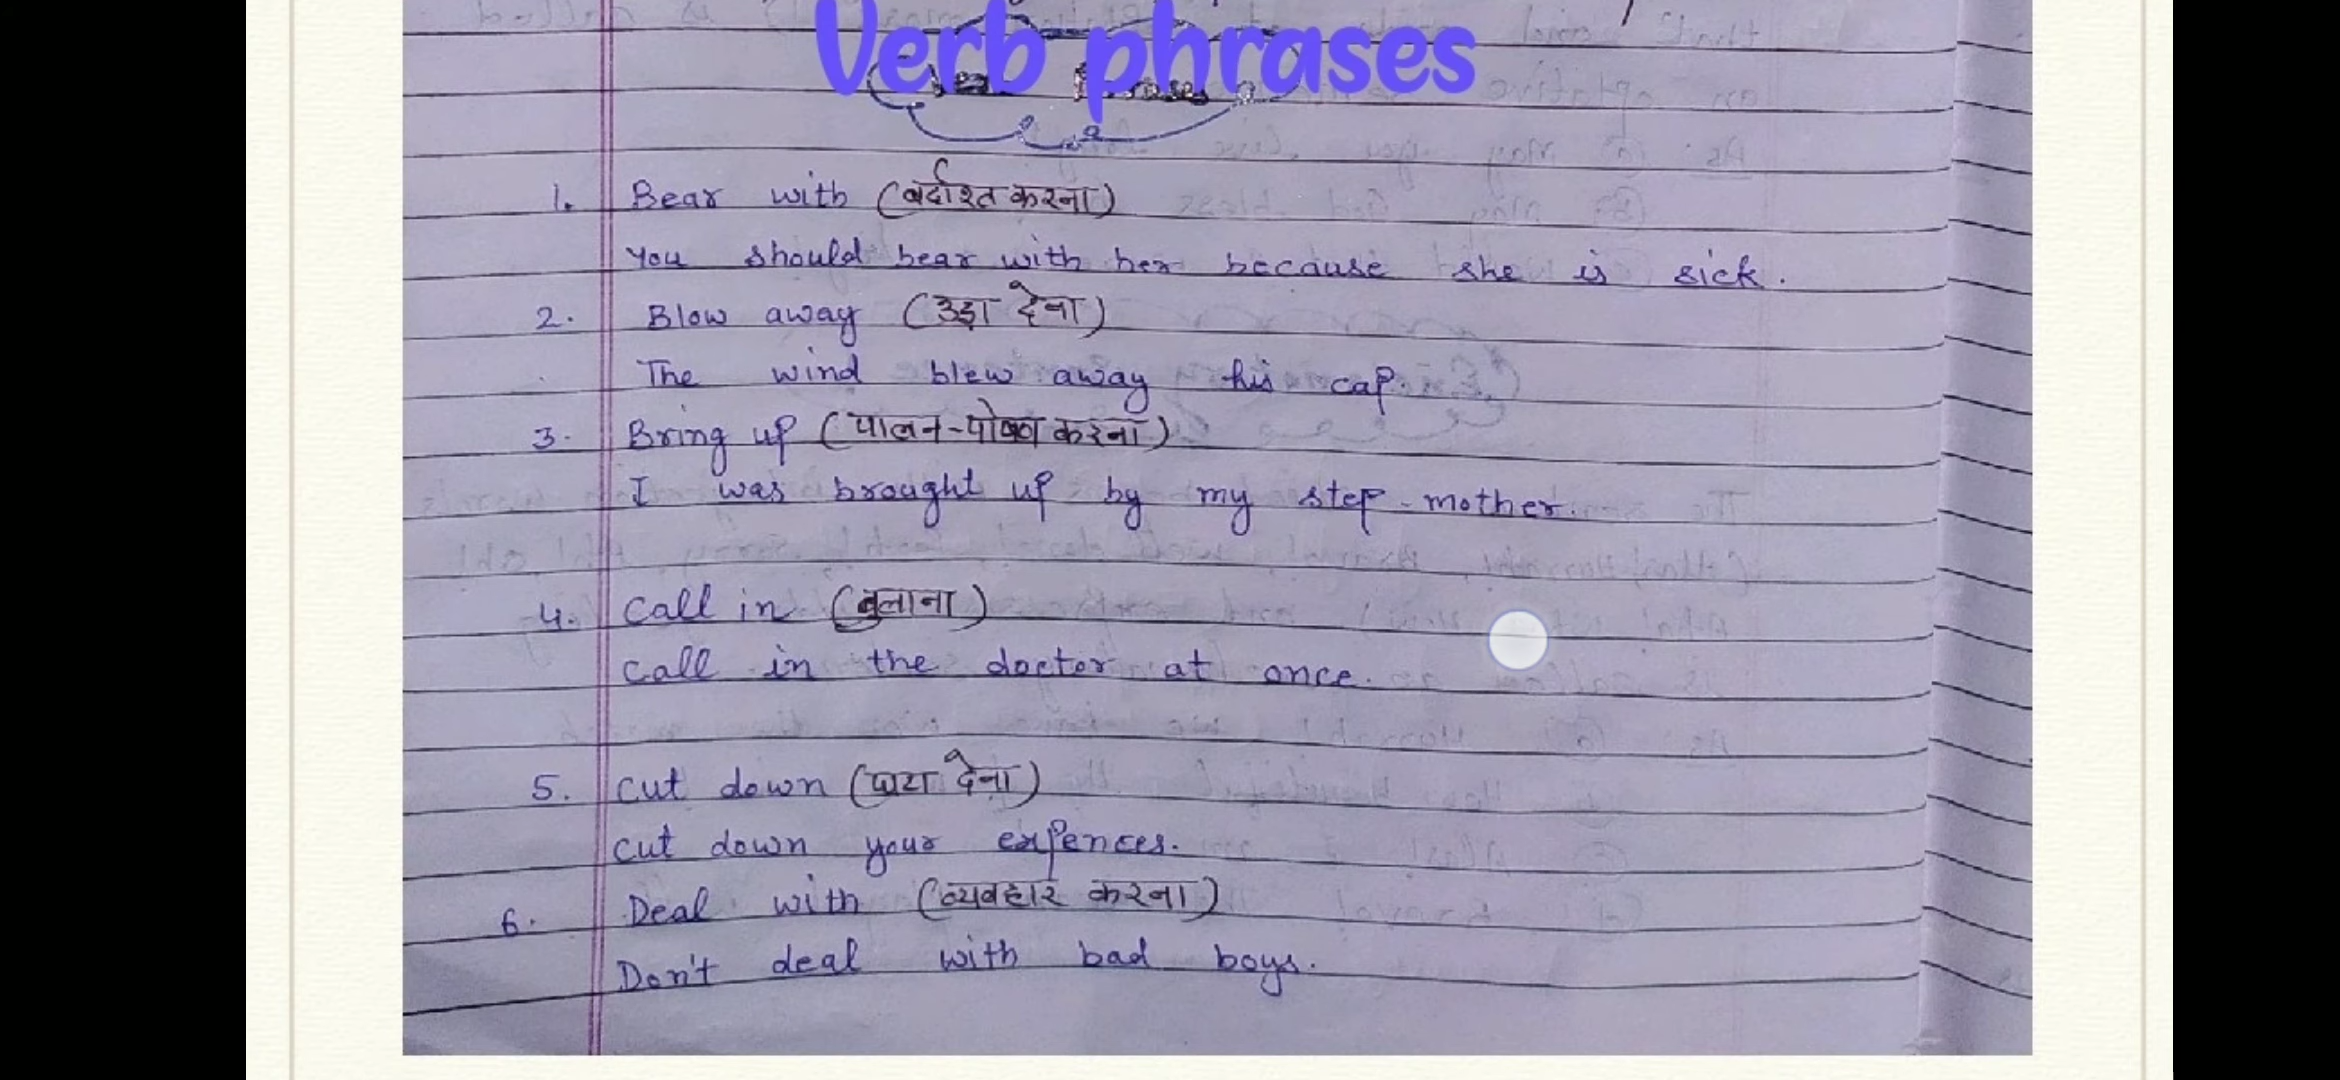 Verb phrases
1. Bear with (बर्दाश्त करना)
You should bear with her because she is sick.
2. Blow away (उड़ा देना)
The wind blew away his cap.
3. Bring up (पालन-पोषण करना)
I was brought up by my step-mother.
4. Call in (बुलाना)
Call in the doctor at once.
5. Cut down (घटा देना)
Cut down your expences.
6. Deal with (व्यवहार करना)
Don't deal with bad boys.